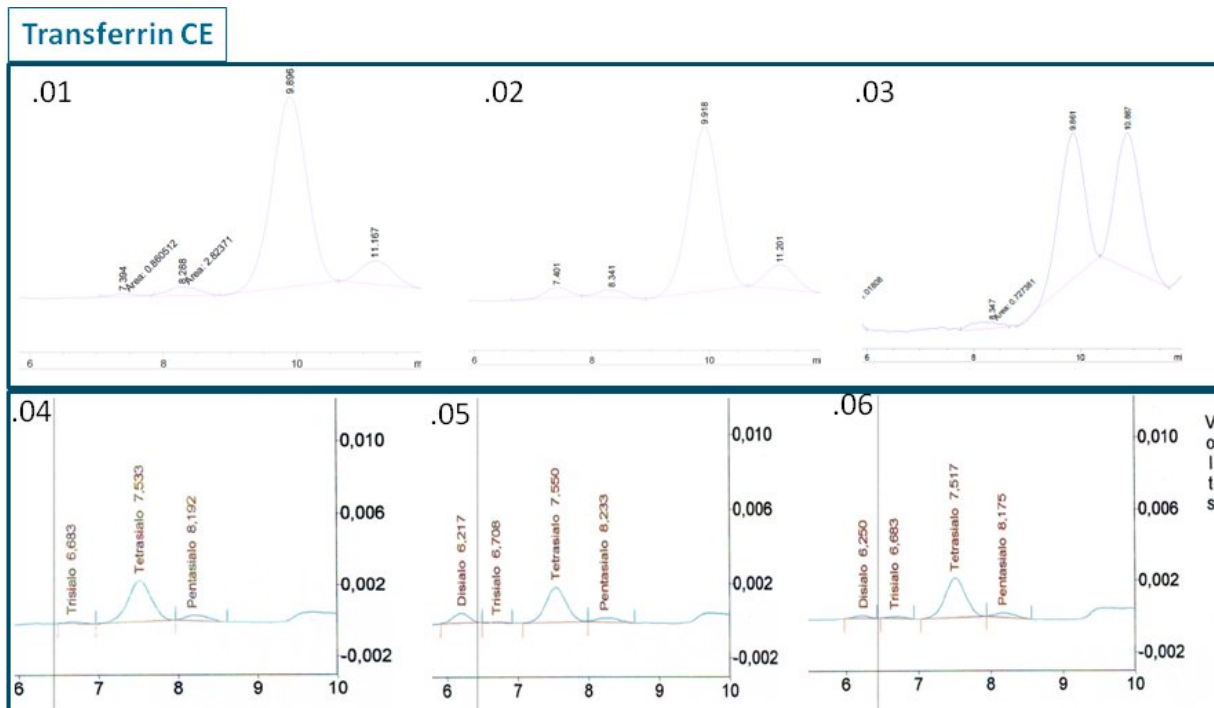 Transferrin CE
.01
7.394
Area: 0.860512
8.288
Area: 2.82371
9.896
11.167
6 8 10 m
.02
7.401
8.341
9.918
11.201
6 8 10 m
.03
.01808
8.347
Area: 0.727381
9.861
10.887
6 8 10 mi
.04
Trisialo 6,683
Tetrasialo 7,533
Pentasialo 8,192
0,010
0,006
0,002
-0,002
6 7 8 9 10
.05
Disialo 6,217
Trisialo 6,708
Tetrasialo 7,550
Pentasialo 8,233
0,010
0,006
0,002
-0,002
6 7 8 9 10
.06
Disialo 6,250
Trisialo 6,683
Tetrasialo 7,517
Pentasialo 8,175
0,010
0,006
0,002
-0,002
6 7 8 9 10
V
o
l
t
s